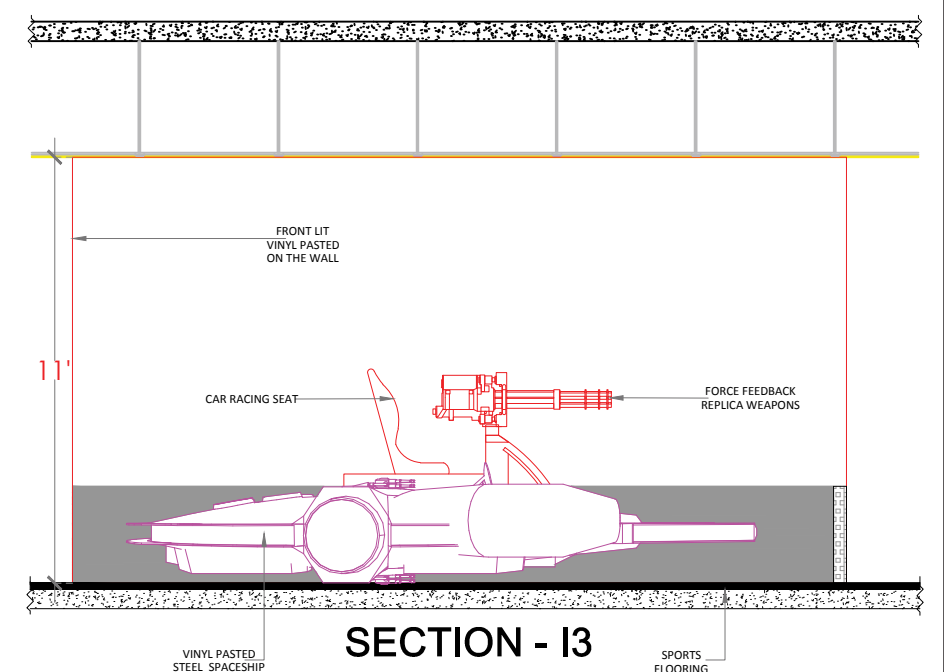 FRONT LIT
VINYL PASTED
ON THE WALL
11'
CAR RACING SEAT
FORCE FEEDBACK
REPLICA WEAPONS
SECTION - I3
VINYL PASTED
STEEL SPACESHIP
SPORTS
FLOORING